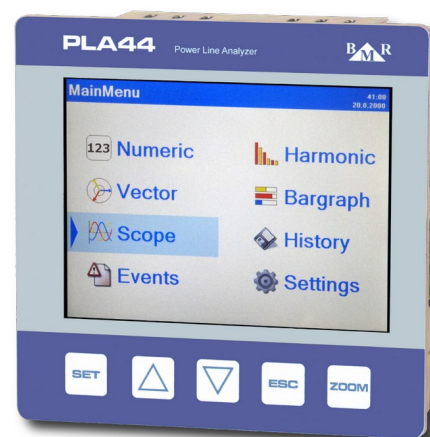 PLA44 Power Line Analyzer
BMR
MainMenu
41:00
20.0.2000
123 Numeric
Harmonic
Vector
Bargraph
Scope
History
Events
Settings
SET
ESC
ZOOM